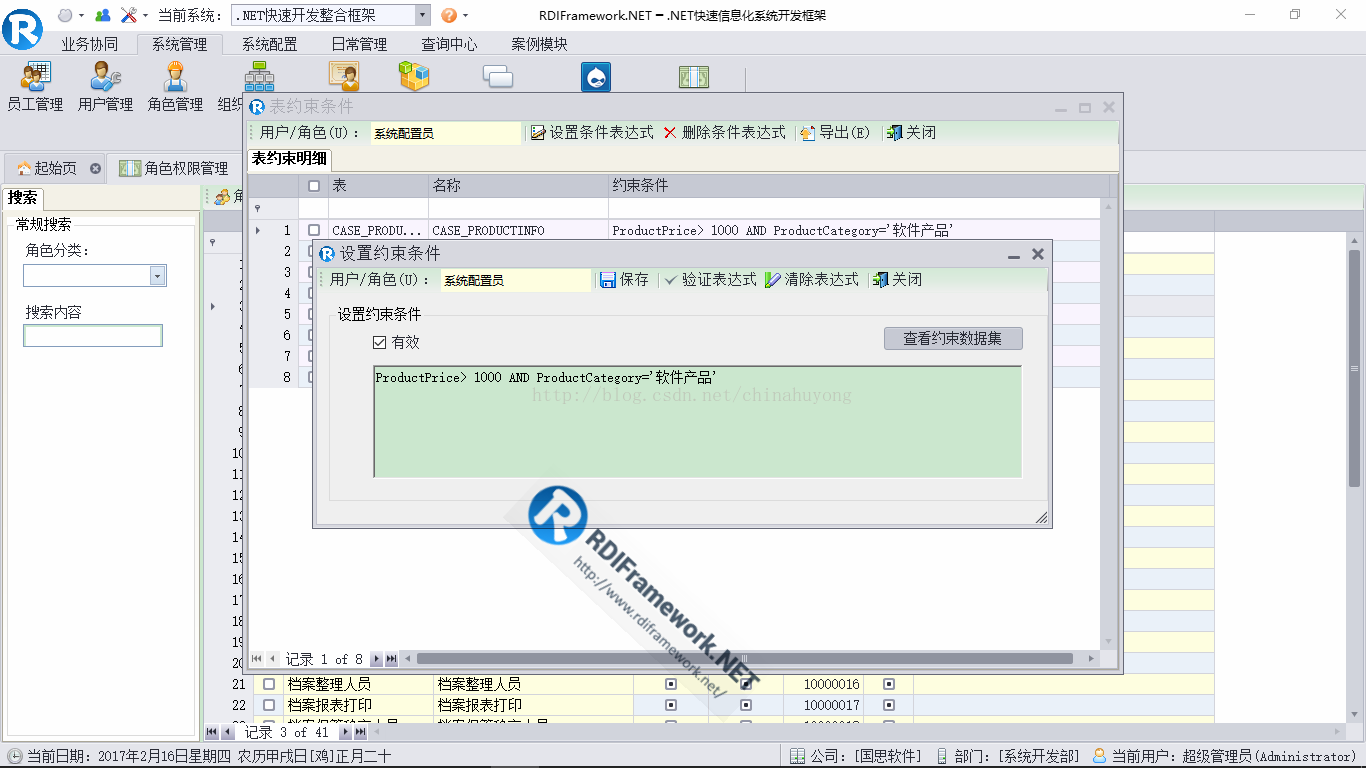 当前系统： .NET快速开发整合框架
RDIFramework.NET — .NET快速信息化系统开发框架
业务协同 系统管理 系统配置 日常管理 查询中心 案例模块
员工管理 用户管理 角色管理
起始页 角色权限管理
搜索
常规搜索
角色分类：
搜索内容
表约束条件
用户/角色(U)： 系统配置员 设置条件表达式 删除条件表达式 导出(E) 关闭
表约束明细
表 名称 约束条件
1 CASE_PRODU... CASE_PRODUCTINFO ProductPrice> 1000 AND ProductCategory='软件产品'
2
3
4
5
6
7
8
设置约束条件
用户/角色(U)： 系统配置员 保存 验证表达式 清除表达式 关闭
设置约束条件
有效 查看约束数据集
ProductPrice> 1000 AND ProductCategory='软件产品'
http://blog.csdn.net/chinahuyong
RDIFramework.NET
http://www.rdiframework.net/
记录 1 of 8
21 档案整理人员 档案整理人员 10000016
22 档案报表打印 档案报表打印 10000017
记录 3 of 41
当前日期：2017年2月16日星期四 农历甲戌日[鸡]正月二十 公司：[国思软件] 部门：[系统开发部] 当前用户：超级管理员(Administrator)